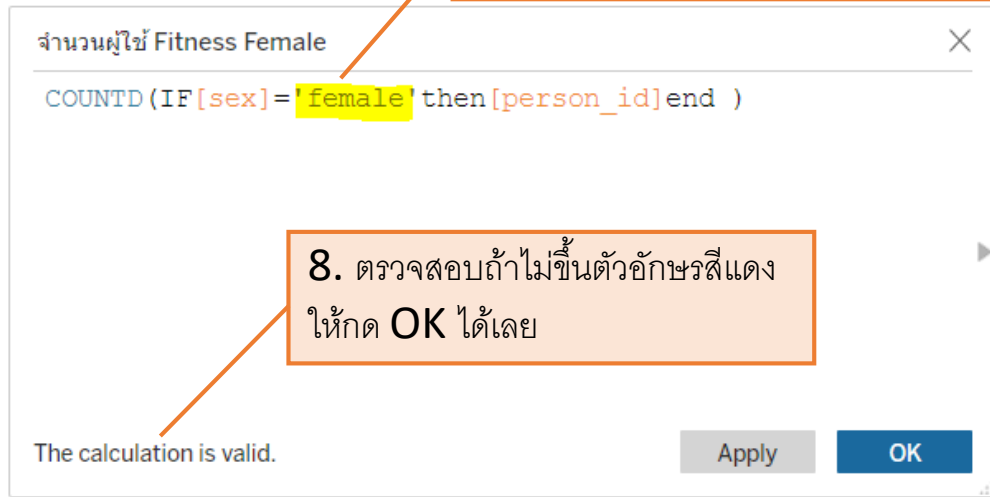 จำนวนผู้ใช้ Fitness Female
COUNTD(IF[sex]='female'then[person_id]end )
8. ตรวจสอบถ้าไม่ขึ้นตัวอักษรสีแดง
ให้กด OK ได้เลย
The calculation is valid.
Apply
OK